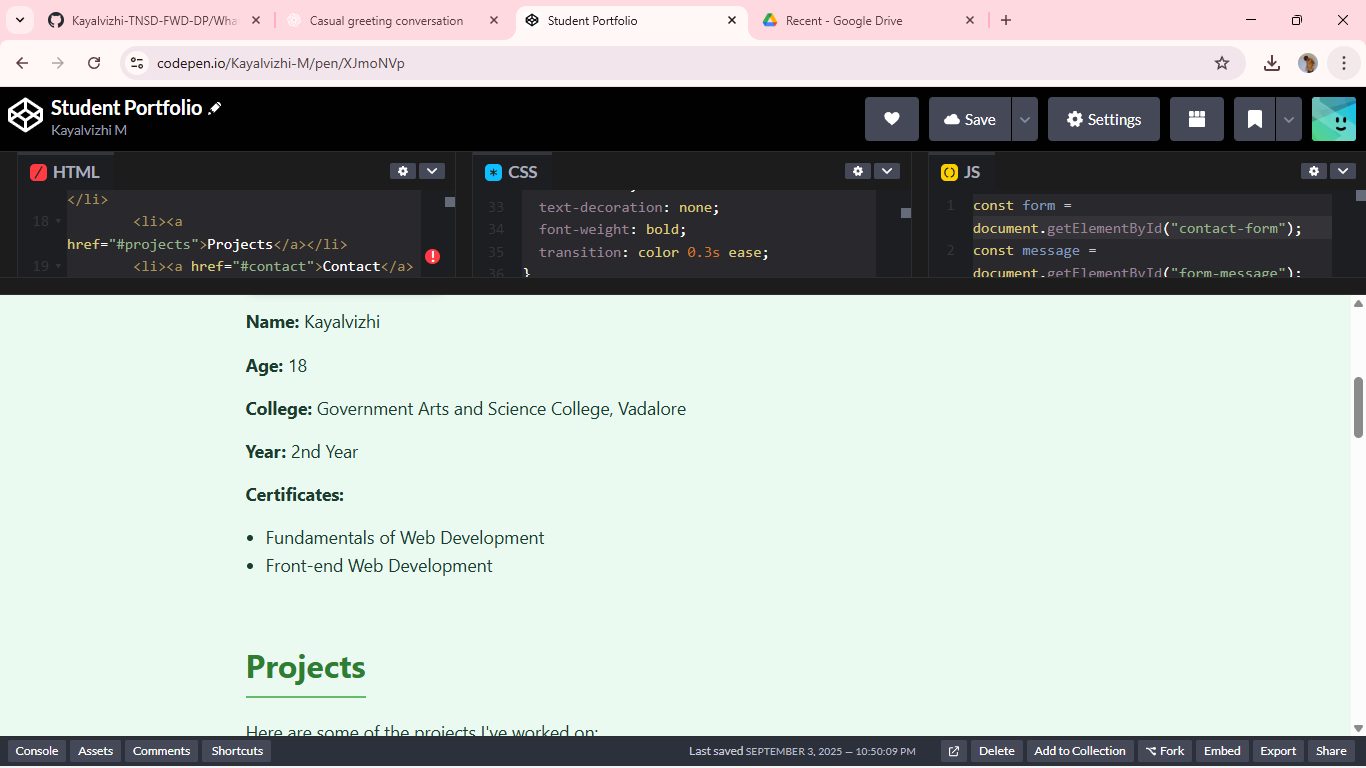 Kayalvizhi-TNSD-FWD-DP/Wha
Casual greeting conversation
Student Portfolio
Recent - Google Drive
codepen.io/Kayalvizhi-M/pen/XJmoNVp
Student Portfolio
Kayalvizhi M
Save
Settings
HTML
</li>
18 <li><a
href="#projects">Projects</a></li>
19 <li><a href="#contact">Contact</a>
CSS
33 text-decoration: none;
34 font-weight: bold;
35 transition: color 0.3s ease;
36 }
JS
1 const form =
document.getElementById("contact-form");
2 const message =
document.getElementById("form-message");
Name: Kayalvizhi
Age: 18
College: Government Arts and Science College, Vadalore
Year: 2nd Year
Certificates:
• Fundamentals of Web Development
• Front-end Web Development
Projects
Here are some of the projects I've worked on:
Console
Assets
Comments
Shortcuts
Last saved SEPTEMBER 3, 2025 — 10:50:09 PM
Delete
Add to Collection
Fork
Embed
Export
Share